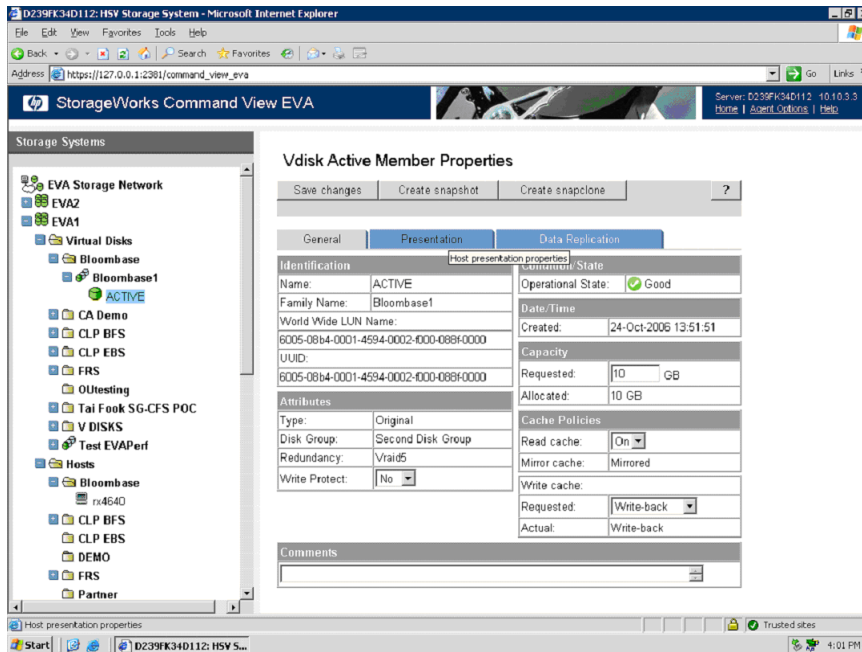 D239FK34D112: HSV Storage System - Microsoft Internet Explorer
File Edit View Favorites Tools Help
Back Search Favorites
Address https://127.0.0.1:2381/command_view_eva Go Links
hp StorageWorks Command View EVA
Server: D239FK34D112 10.10.3.3
Home | Agent Options | Help
Storage Systems
EVA Storage Network
EVA2
EVA1
Virtual Disks
Bloombase
Bloombase1
ACTIVE
CA Demo
CLP BFS
CLP EBS
FRS
OUtesting
Tai Fook SG-CFS POC
V DISKS
Test EVAPerf
Hosts
Bloombase
rx4640
CLP BFS
CLP EBS
DEMO
FRS
Partner
Vdisk Active Member Properties
Save changes Create snapshot Create snapclone ?
General Presentation Data Replication
Host presentation properties
Identification
Name: ACTIVE
Family Name: Bloombase1
World Wide LUN Name:
6005-08b4-0001-4594-0002-f000-088f-0000
UUID:
6005-08b4-0001-4594-0002-f000-088f-0000
Attributes
Type: Original
Disk Group: Second Disk Group
Redundancy: Vraid5
Write Protect: No
Condition/State
Operational State: Good
Date/Time
Created: 24-Oct-2006 13:51:51
Capacity
Requested: 10 GB
Allocated: 10 GB
Cache Policies
Read cache: On
Mirror cache: Mirrored
Write cache:
Requested: Write-back
Actual: Write-back
Comments
Host presentation properties Trusted sites
Start D239FK34D112: HSV S... 4:01 PM